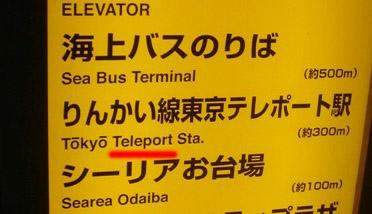 ELEVATOR
海上バスのりば
Sea Bus Terminal (約500m)
りんかい線東京テレポート駅
Tōkyō Teleport Sta. (約300m)
シーリアお台場
Searea Odaiba (約100m)